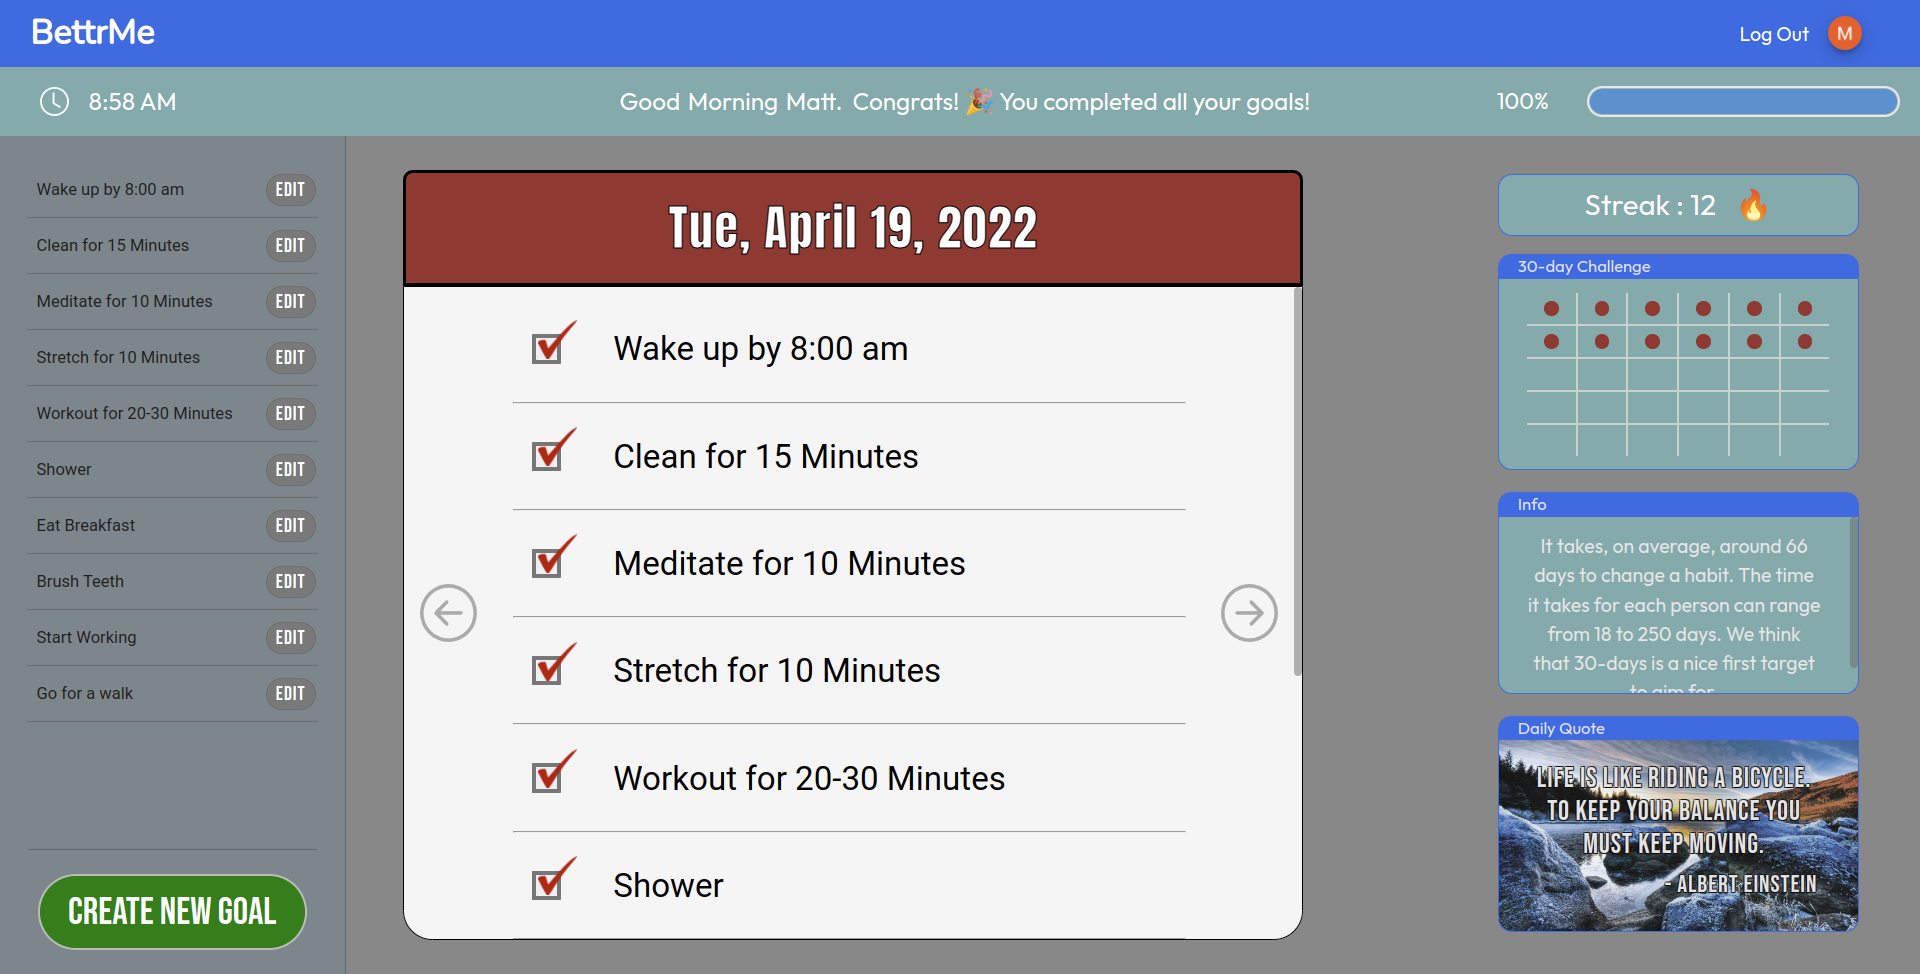 BettrMe
Log Out
M
8:58 AM
Good Morning Matt. Congrats! 🎉 You completed all your goals!
100%
Wake up by 8:00 am
EDIT
Clean for 15 Minutes
EDIT
Meditate for 10 Minutes
EDIT
Stretch for 10 Minutes
EDIT
Workout for 20-30 Minutes
EDIT
Shower
EDIT
Eat Breakfast
EDIT
Brush Teeth
EDIT
Start Working
EDIT
Go for a walk
EDIT
CREATE NEW GOAL
Tue, April 19, 2022
Wake up by 8:00 am
Clean for 15 Minutes
Meditate for 10 Minutes
Stretch for 10 Minutes
Workout for 20-30 Minutes
Shower
Streak : 12 🔥
30-day Challenge
Info
It takes, on average, around 66
days to change a habit. The time
it takes for each person can range
from 18 to 250 days. We think
that 30-days is a nice first target
to aim for
Daily Quote
LIFE IS LIKE RIDING A BICYCLE.
TO KEEP YOUR BALANCE YOU
MUST KEEP MOVING.
- ALBERT EINSTEIN